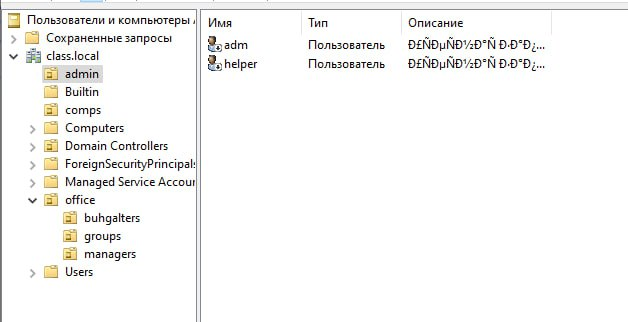 Пользователи и компьютеры A
Сохраненные запросы
class.local
admin
Builtin
comps
Computers
Domain Controllers
ForeignSecurityPrincipals
Managed Service Accour
office
buhgalters
groups
managers
Users
Имя Тип Описание
adm Пользователь Ð£ÑÐµÑÐ½Ð°Ñ Ð·Ð°Ð¿...
helper Пользователь Ð£ÑÐµÑÐ½Ð°Ñ Ð·Ð°Ð¿...